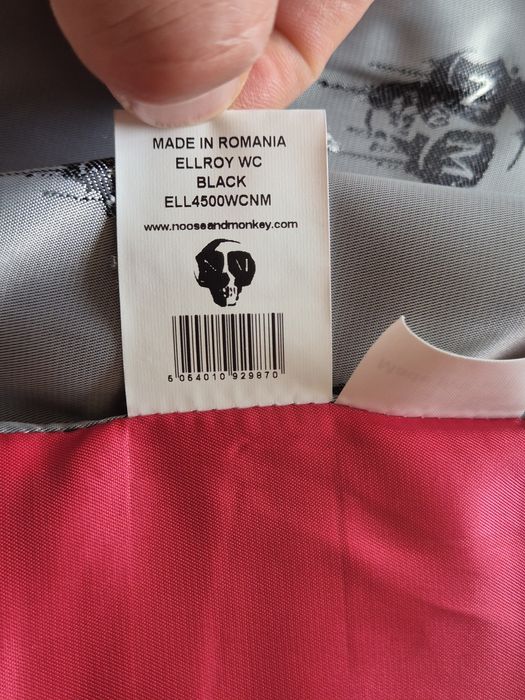 MADE IN ROMANIA
ELLROY WC
BLACK
ELL4500WCNM
www.nooseandmonkey.com
5 054010 929870